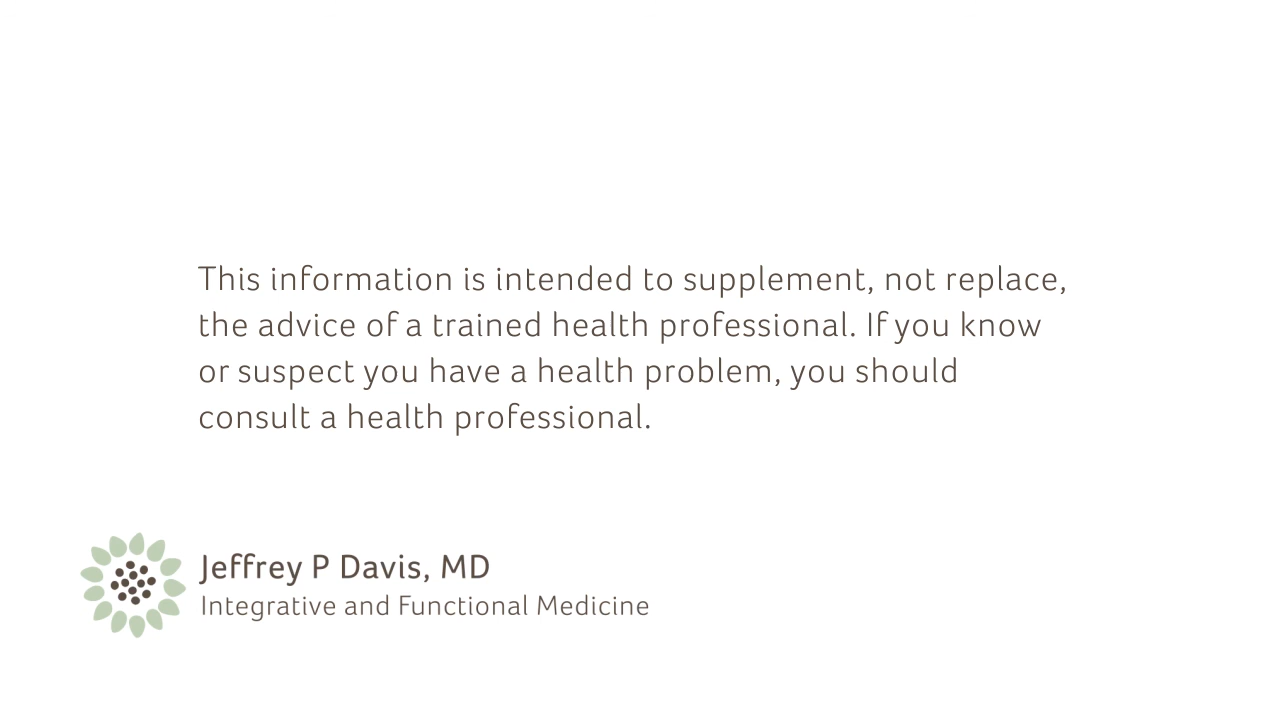 This information is intended to supplement, not replace,
the advice of a trained health professional. If you know
or suspect you have a health problem, you should
consult a health professional.
Jeffrey P Davis, MD
Integrative and Functional Medicine